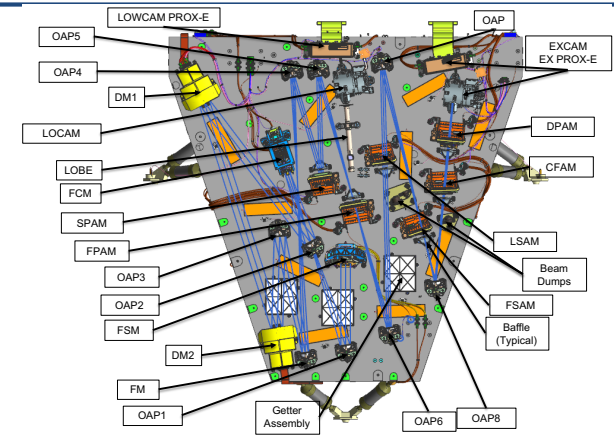 LOWCAM PROX-E
OAP
OAP5
EXCAM
EX PROX-E
OAP4
DM1
DPAM
LOCAM
CFAM
LOBE
FCM
SPAM
FPAM
LSAM
OAP3
Beam
Dumps
OAP2
FSAM
FSM
Baffle
(Typical)
DM2
FM
Getter
Assembly
OAP6
OAP8
OAP1